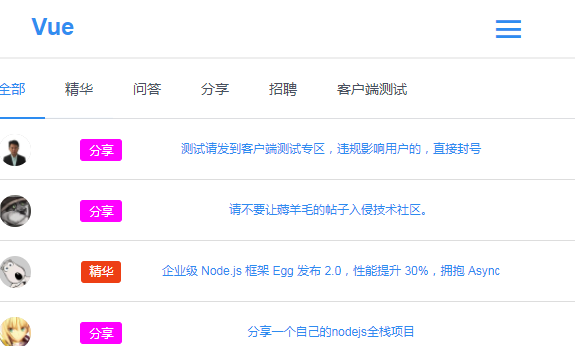 Vue
全部 精华 问答 分享 招聘 客户端测试
分享 测试请发到客户端测试专区，违规影响用户的，直接封号
分享 请不要让薅羊毛的帖子入侵技术社区。
精华 企业级 Node.js 框架 Egg 发布 2.0，性能提升 30%，拥抱 Async
分享 分享一个自己的nodejs全栈项目